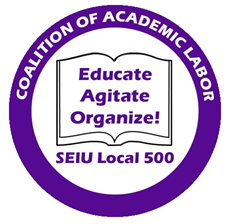 COALITION OF ACADEMIC LABOR
Educate
Agitate
Organize!
SEIU Local 500